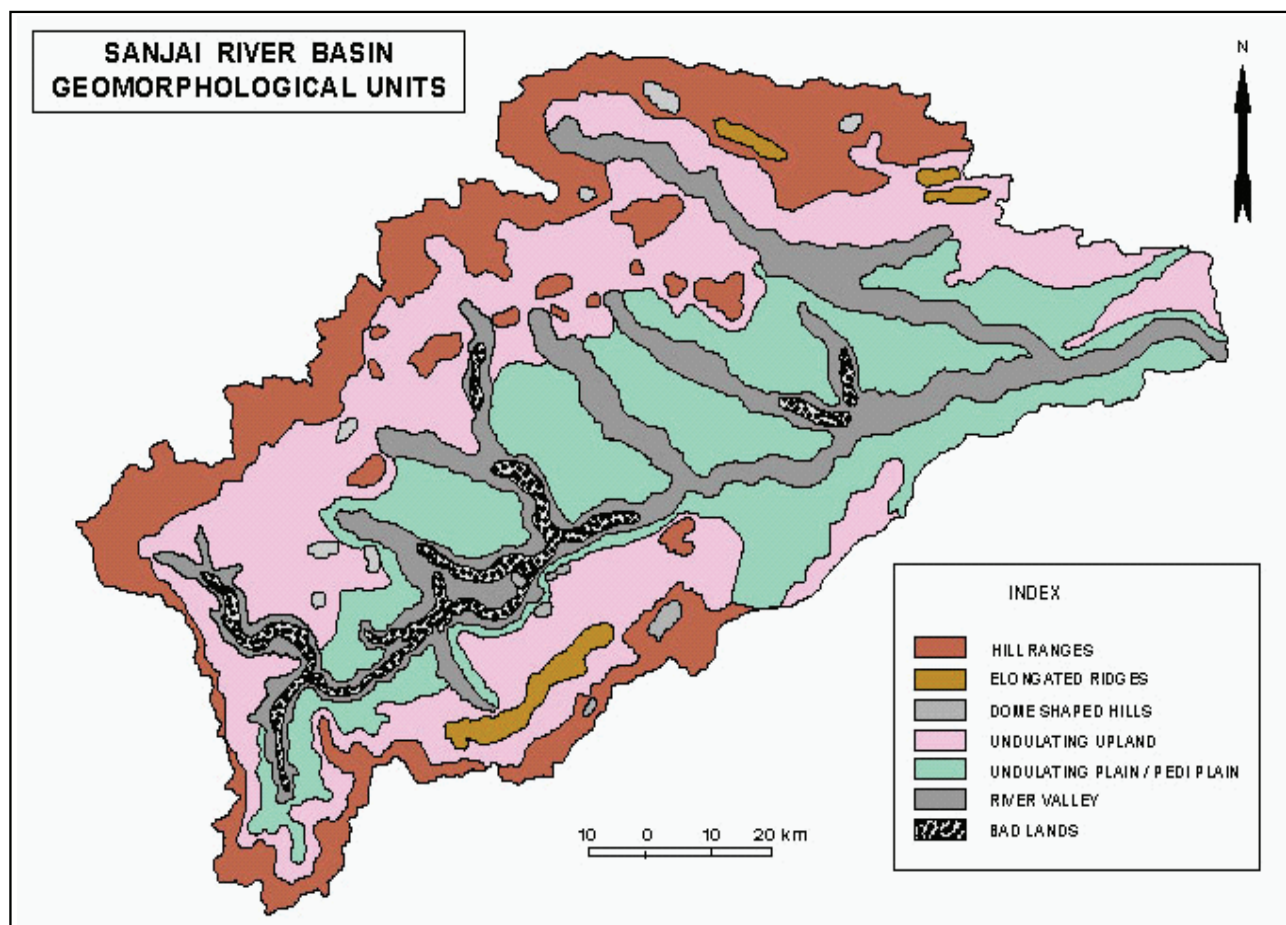 SANJAI RIVER BASIN
GEOMORPHOLOGICAL UNITS
N
INDEX
HILL RANGES
ELONGATED RIDGES
DOME SHAPED HILLS
UNDULATING UPLAND
UNDULATING PLAIN / PEDI PLAIN
RIVER VALLEY
BAD LANDS
10 0 10 20 km